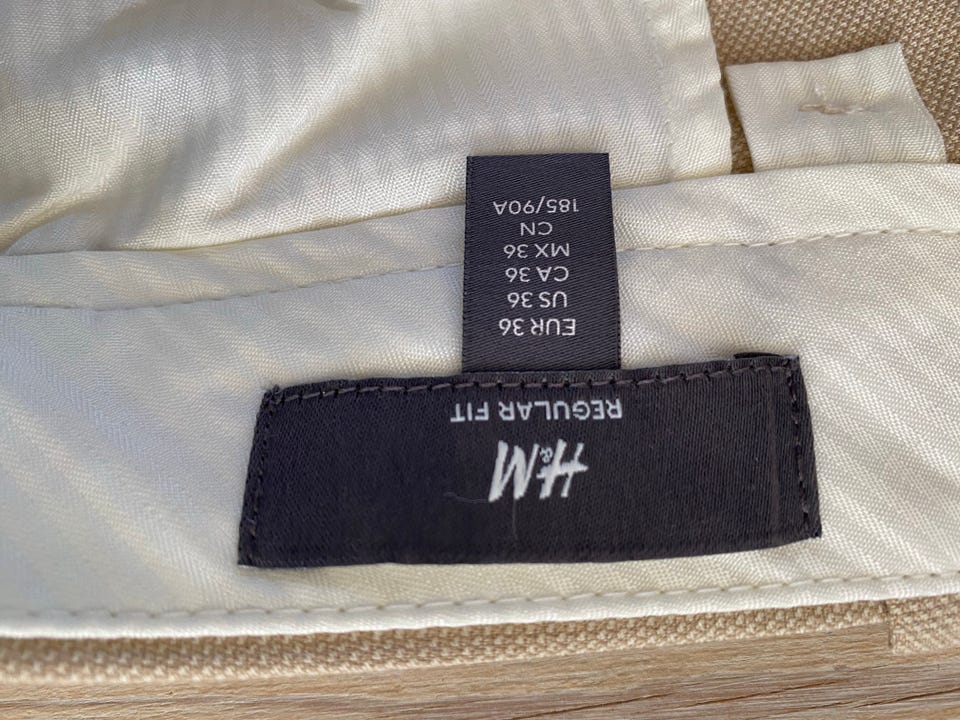 H&M
REGULAR FIT
EUR 36
US 36
CA 36
MX 36
CN
185/90A